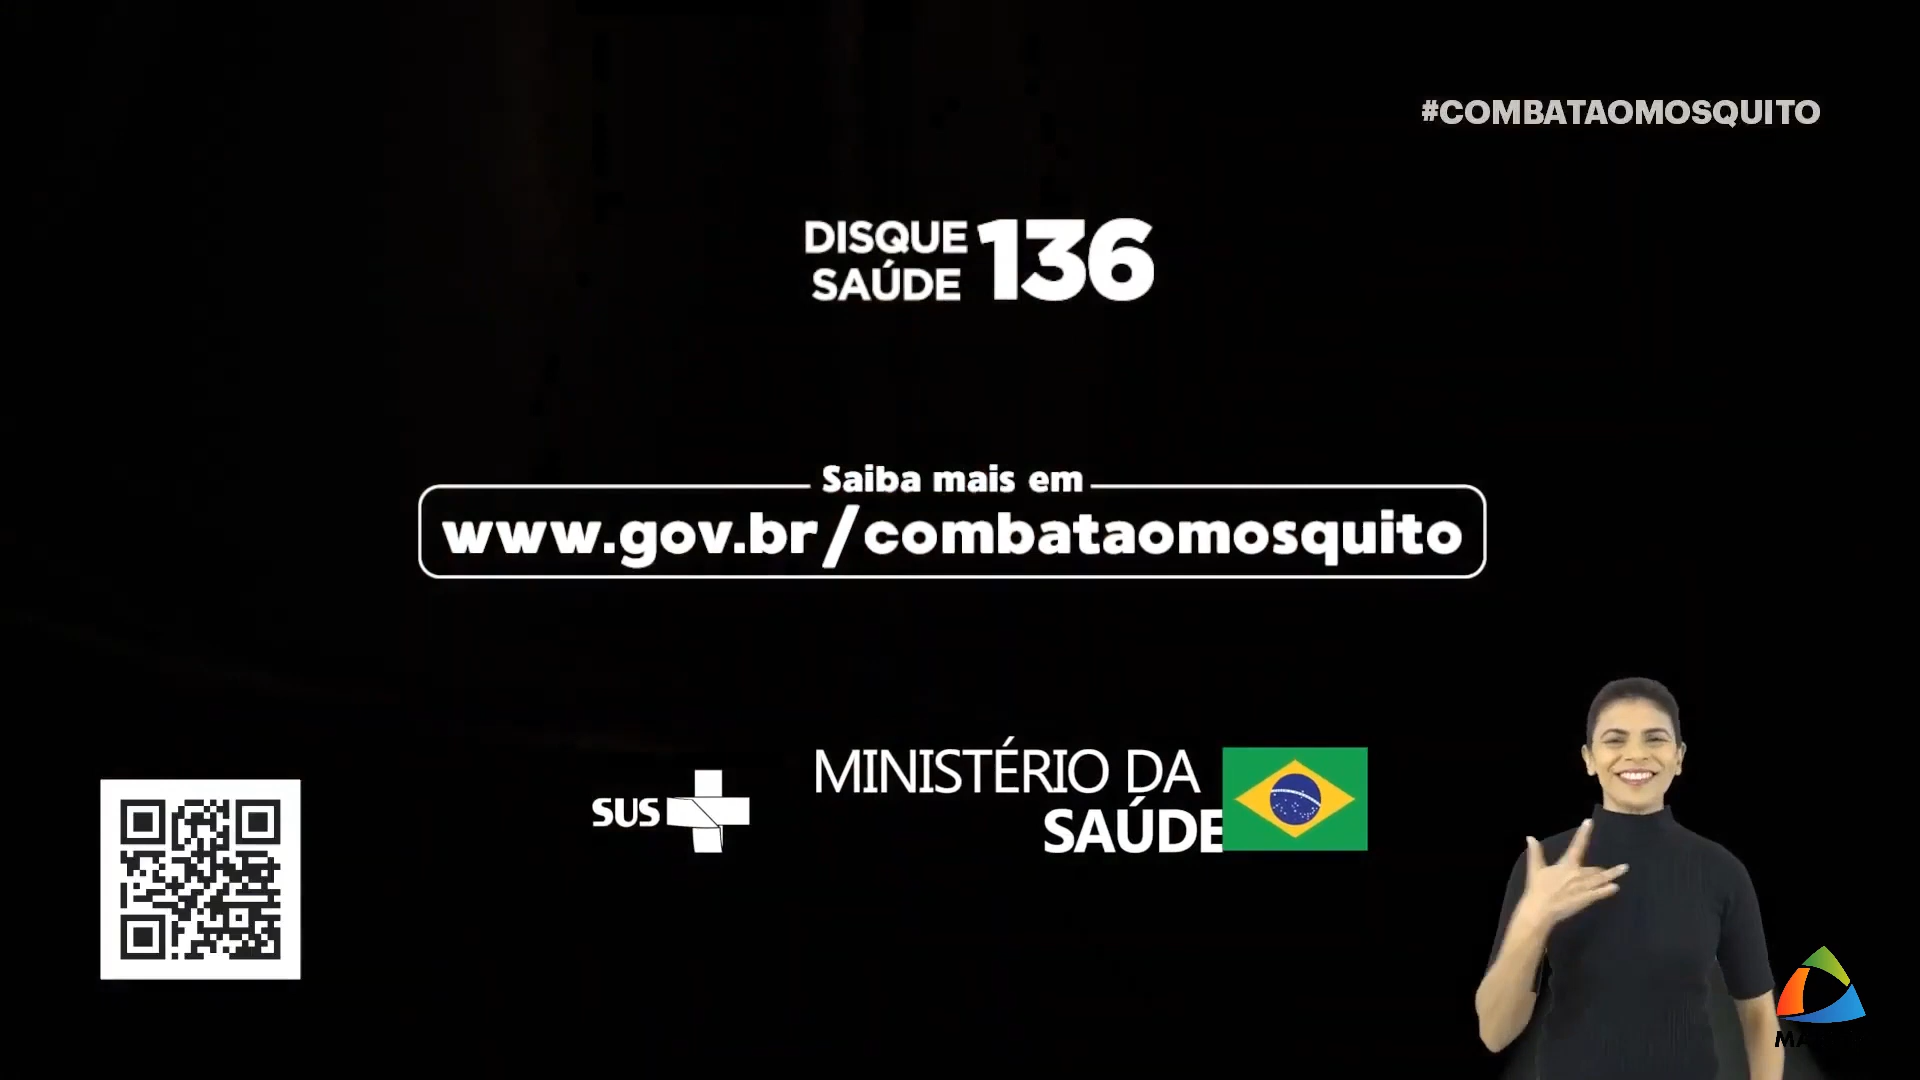 #COMBATAOMOSQUITO
DISQUE
SAÚDE 136
Saiba mais em
www.gov.br/combataomosquito
SUS
MINISTÉRIO DA
SAÚDE